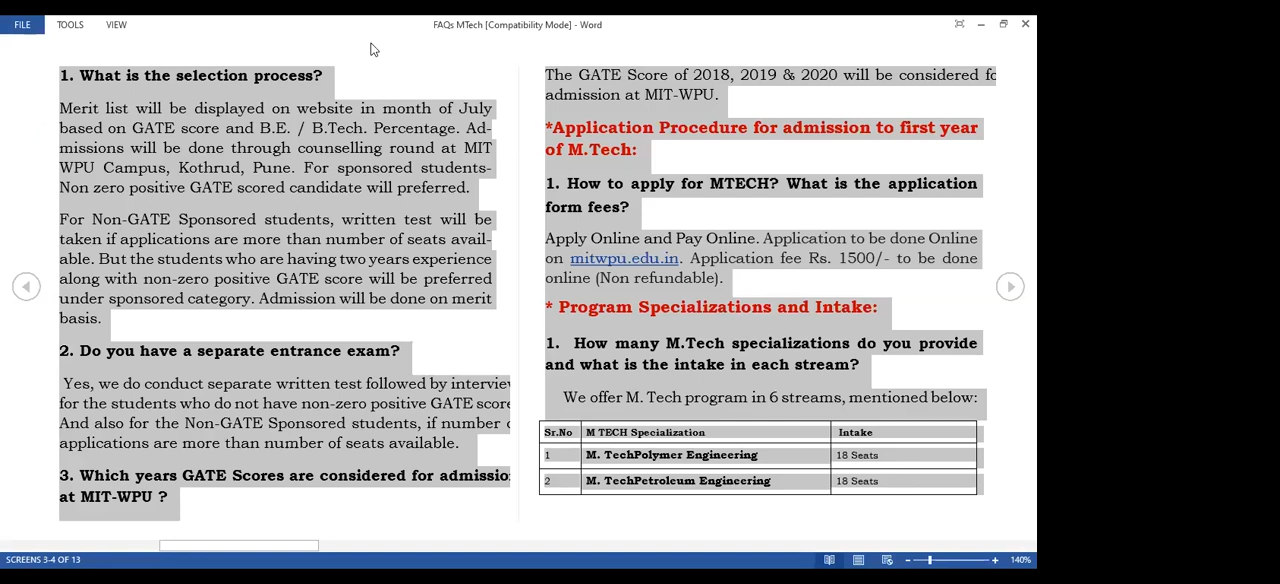 FILE TOOLS VIEW FAQs MTech [Compatibility Mode] - Word
1. What is the selection process?
Merit list will be displayed on website in month of July
based on GATE score and B.E. / B.Tech. Percentage. Ad-
missions will be done through counselling round at MIT
WPU Campus, Kothrud, Pune. For sponsored students-
Non zero positive GATE scored candidate will preferred.
For Non-GATE Sponsored students, written test will be
taken if applications are more than number of seats avail-
able. But the students who are having two years experience
along with non-zero positive GATE score will be preferred
under sponsored category. Admission will be done on merit
basis.
2. Do you have a separate entrance exam?
Yes, we do conduct separate written test followed by interview
for the students who do not have non-zero positive GATE score
And also for the Non-GATE Sponsored students, if number
applications are more than number of seats available.
3. Which years GATE Scores are considered for admissio
at MIT-WPU ?
The GATE Score of 2018, 2019 & 2020 will be considered fo
admission at MIT-WPU.
*Application Procedure for admission to first year
of M.Tech:
1. How to apply for MTECH? What is the application
form fees?
Apply Online and Pay Online. Application to be done Online
on mitwpu.edu.in. Application fee Rs. 1500/- to be done
online (Non refundable).
* Program Specializations and Intake:
1. How many M.Tech specializations do you provide
and what is the intake in each stream?
We offer M. Tech program in 6 streams, mentioned below:
Sr.No M TECH Specialization Intake
1 M. TechPolymer Engineering 18 Seats
2 M. TechPetroleum Engineering 18 Seats
SCREENS 3-4 OF 13 140%